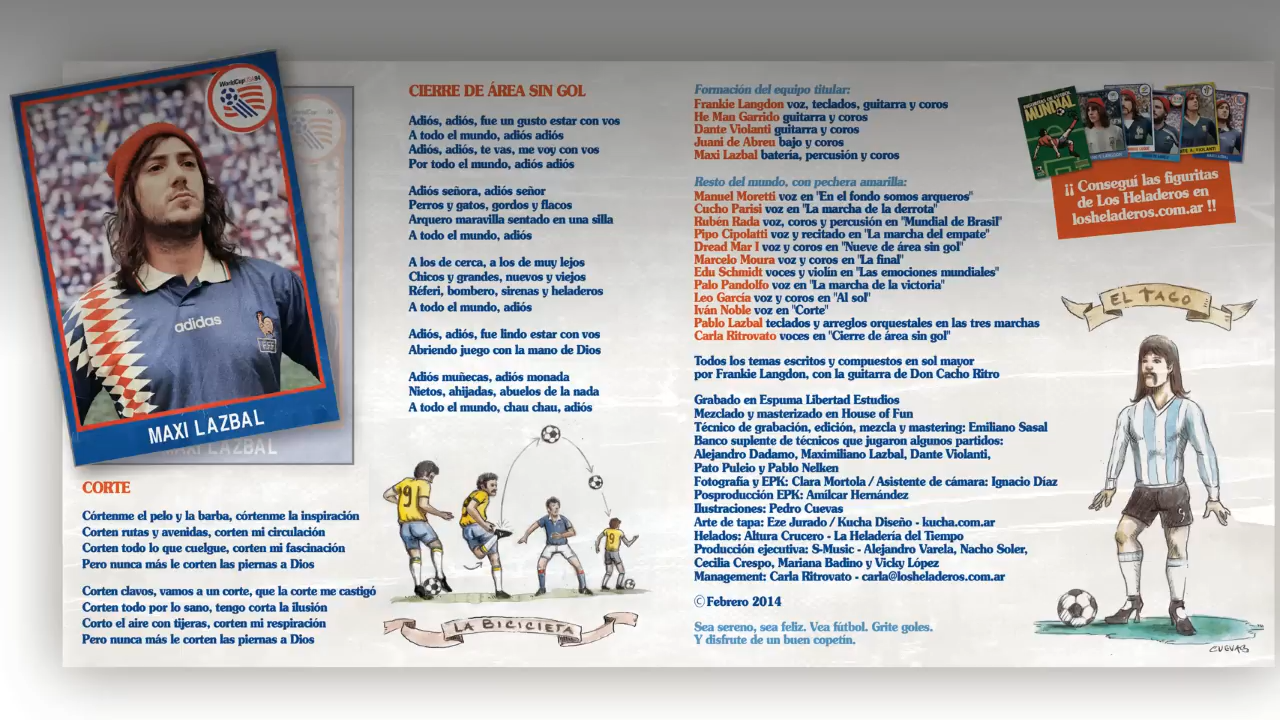 WorldCup USA94
adidas
FFF
MAXI LAZBAL
CORTE
Córtenme el pelo y la barba, córtenme la inspiración
Corten rutas y avenidas, corten mi circulación
Corten todo lo que cuelgue, corten mi fascinación
Pero nunca más le corten las piernas a Dios
Corten clavos, vamos a un corte, que la corte me castigó
Corten todo por lo sano, tengo corta la ilusión
Corto el aire con tijeras, corten mi respiración
Pero nunca más le corten las piernas a Dios
CIERRE DE ÁREA SIN GOL
Adiós, adiós, fue un gusto estar con vos
A todo el mundo, adiós adiós
Adiós, adiós, te vas, me voy con vos
Por todo el mundo, adiós adiós
Adiós señora, adiós señor
Perros y gatos, gordos y flacos
Arquero maravilla sentado en una silla
A todo el mundo, adiós
A los de cerca, a los de muy lejos
Chicos y grandes, nuevos y viejos
Réferi, bombero, sirenas y heladeros
A todo el mundo, adiós
Adiós, adiós, fue lindo estar con vos
Abriendo juego con la mano de Dios
Adiós muñecas, adiós monada
Nietos, ahijadas, abuelos de la nada
A todo el mundo, chau chau, adiós
9
9
LA BICICLETA
Formación del equipo titular:
Frankie Langdon voz, teclados, guitarra y coros
He Man Garrido guitarra y coros
Dante Violanti guitarra y coros
Juani de Abreu bajo y coros
Maxi Lazbal batería, percusión y coros
Resto del mundo, con pechera amarilla:
Manuel Moretti voz en "En el fondo somos arqueros"
Cucho Parisi voz en "La marcha de la derrota"
Rubén Rada voz, coros y percusión en "Mundial de Brasil"
Pipo Cipolatti voz y recitado en "La marcha del empate"
Dread Mar I voz y coros en "Nueve de área sin gol"
Marcelo Moura voz y coros en "La final"
Edu Schmidt voces y violín en "Las emociones mundiales"
Palo Pandolfo voz en "La marcha de la victoria"
Leo García voz y coros en "Al sol"
Iván Noble voz en "Corte"
Pablo Lazbal teclados y arreglos orquestales en las tres marchas
Carla Ritrovato voces en "Cierre de área sin gol"
Todos los temas escritos y compuestos en sol mayor
por Frankie Langdon, con la guitarra de Don Cacho Ritro
Grabado en Espuma Libertad Estudios
Mezclado y masterizado en House of Fun
Técnico de grabación, edición, mezcla y mastering: Emiliano Sasal
Banco suplente de técnicos que jugaron algunos partidos:
Alejandro Dadamo, Maximiliano Lazbal, Dante Violanti,
Pato Puleio y Pablo Nelken
Fotografía y EPK: Clara Mortola / Asistente de cámara: Ignacio Díaz
Posproducción EPK: Amílcar Hernández
Ilustraciones: Pedro Cuevas
Arte de tapa: Eze Jurado / Kucha Diseño - kucha.com.ar
Helados: Altura Crucero - La Heladería del Tiempo
Producción ejecutiva: S-Music - Alejandro Varela, Nacho Soler,
Cecilia Crespo, Mariana Badino y Vicky López
Management: Carla Ritrovato - carla@losheladeros.com.ar
©Febrero 2014
Sea sereno, sea feliz. Vea fútbol. Grite goles.
Y disfrute de un buen copetín.
MUNDIAL
¡¡ Conseguí las figuritas
de Los Heladeros en
losheladeros.com.ar !!
EL TACO
5
CUEVAS